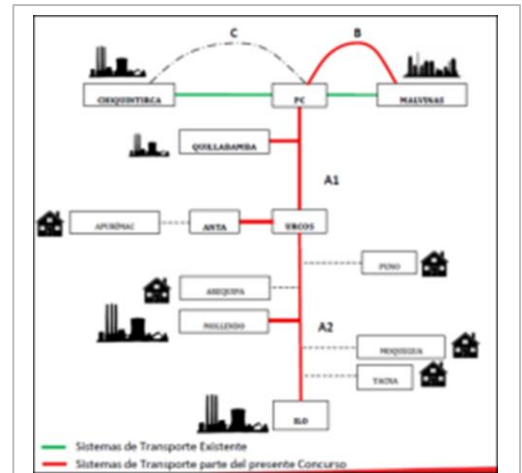 C
B
CHIQUINTIRCA
PC
MALVINAS
QUILLABAMBA
A1
APURÍMAC
ANTA
URCOS
PUNO
AREQUIPA
MOLLENDO
A2
MOQUEGUA
TACNA
ILO
Sistemas de Transporte Existente
Sistemas de Transporte parte del presente Concurso